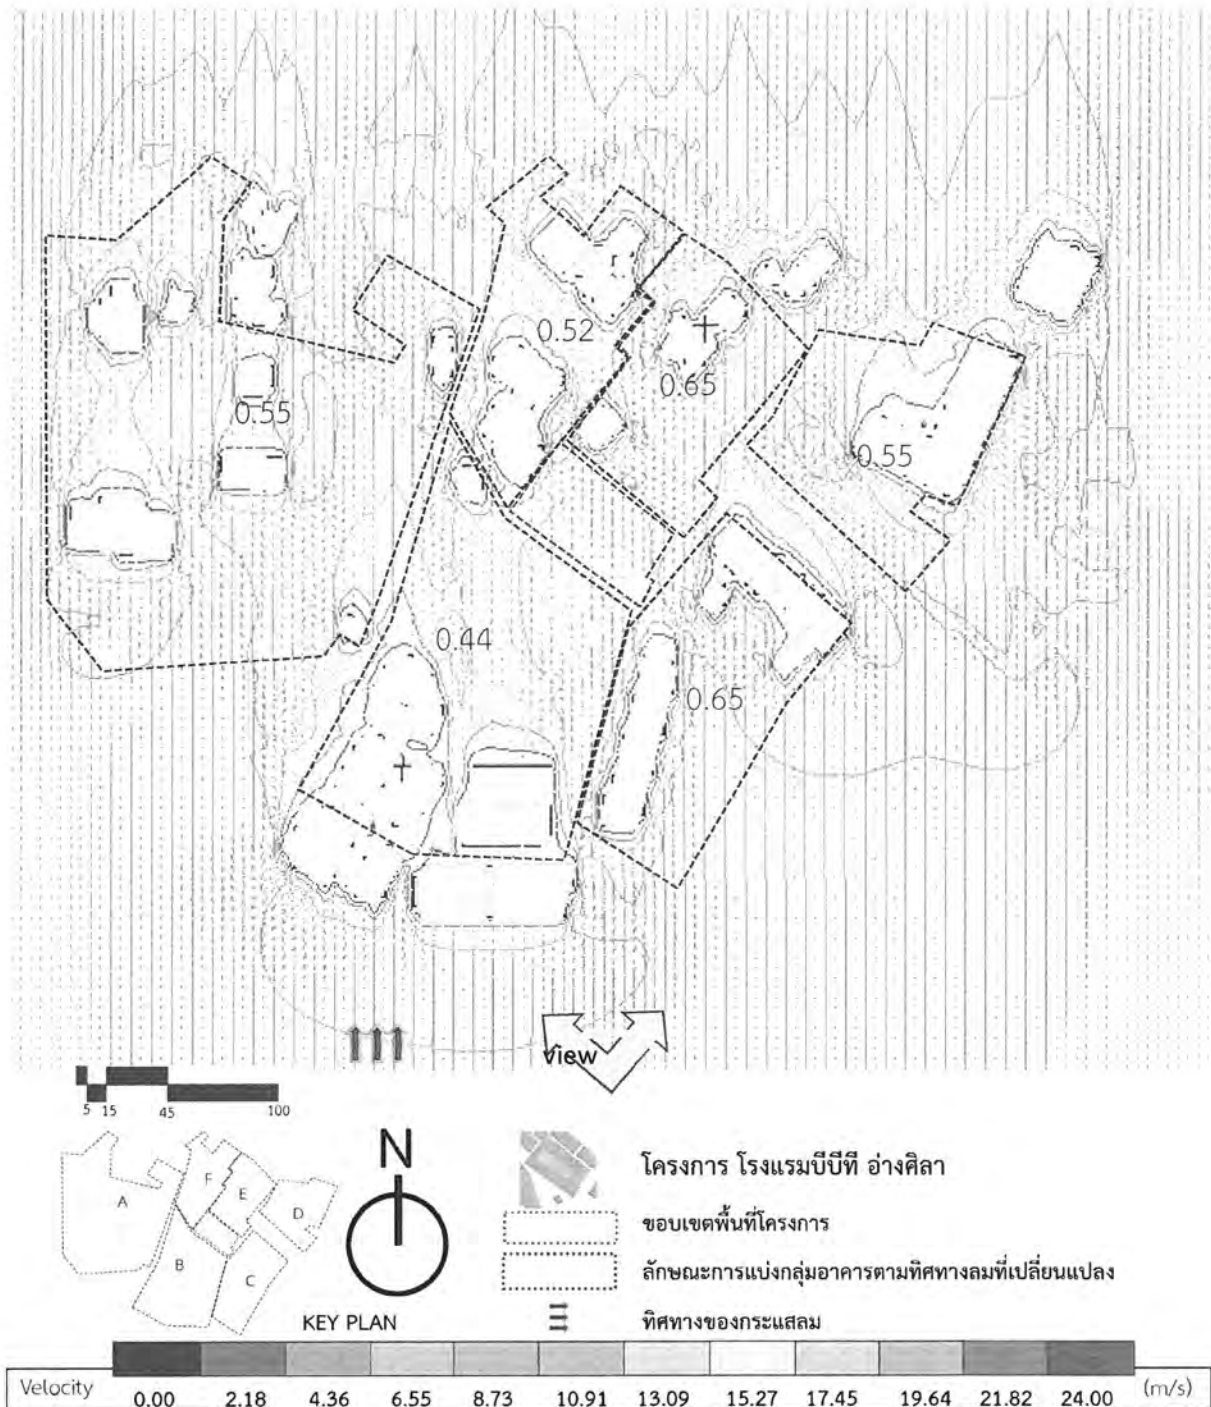 0.52
0.65
0.55
0.55
0.44
0.65
view
5 15 45 100
A
F
E
D
B
C
KEY PLAN
N
โครงการ โรงแรมบีบีที อ่างศิลา
ขอบเขตพื้นที่โครงการ
ลักษณะการแบ่งกลุ่มอาคารตามทิศทางลมที่เปลี่ยนแปลง
ทิศทางของกระแสลม
Velocity 0.00 2.18 4.36 6.55 8.73 10.91 13.09 15.27 17.45 19.64 21.82 24.00 (m/s)